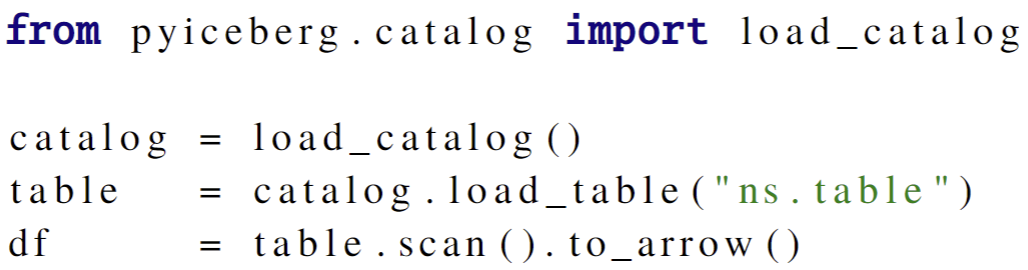 from pyiceberg.catalog import load_catalog

catalog = load_catalog()
table   = catalog.load_table("ns.table")
df      = table.scan().to_arrow()